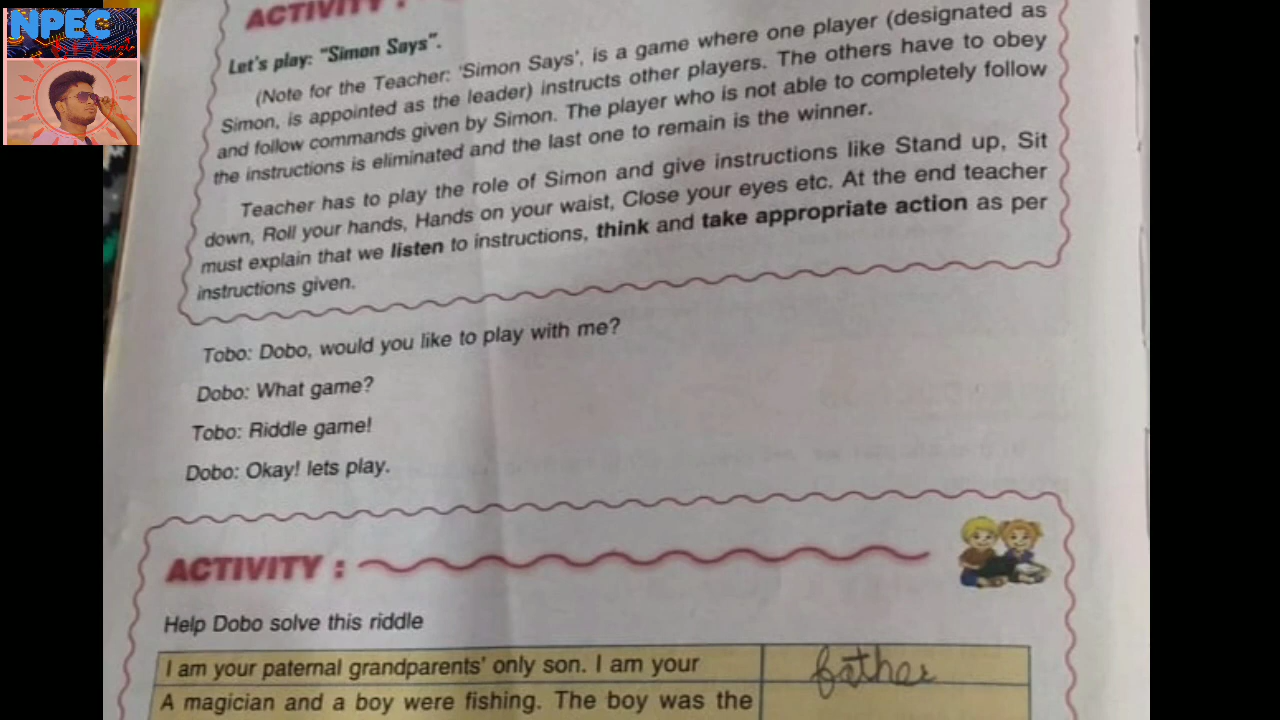 NPEC
ACTIVITY :
Let's play: "Simon Says".
(Note for the Teacher: 'Simon Says', is a game where one player (designated as
Simon, is appointed as the leader) instructs other players. The others have to obey
and follow commands given by Simon. The player who is not able to completely follow
the instructions is eliminated and the last one to remain is the winner.
Teacher has to play the role of Simon and give instructions like Stand up, Sit
down, Roll your hands, Hands on your waist, Close your eyes etc. At the end teacher
must explain that we listen to instructions, think and take appropriate action as per
instructions given.
Tobo: Dobo, would you like to play with me?
Dobo: What game?
Tobo: Riddle game!
Dobo: Okay! lets play.
ACTIVITY :
Help Dobo solve this riddle
I am your paternal grandparents' only son. I am your father
A magician and a boy were fishing. The boy was the